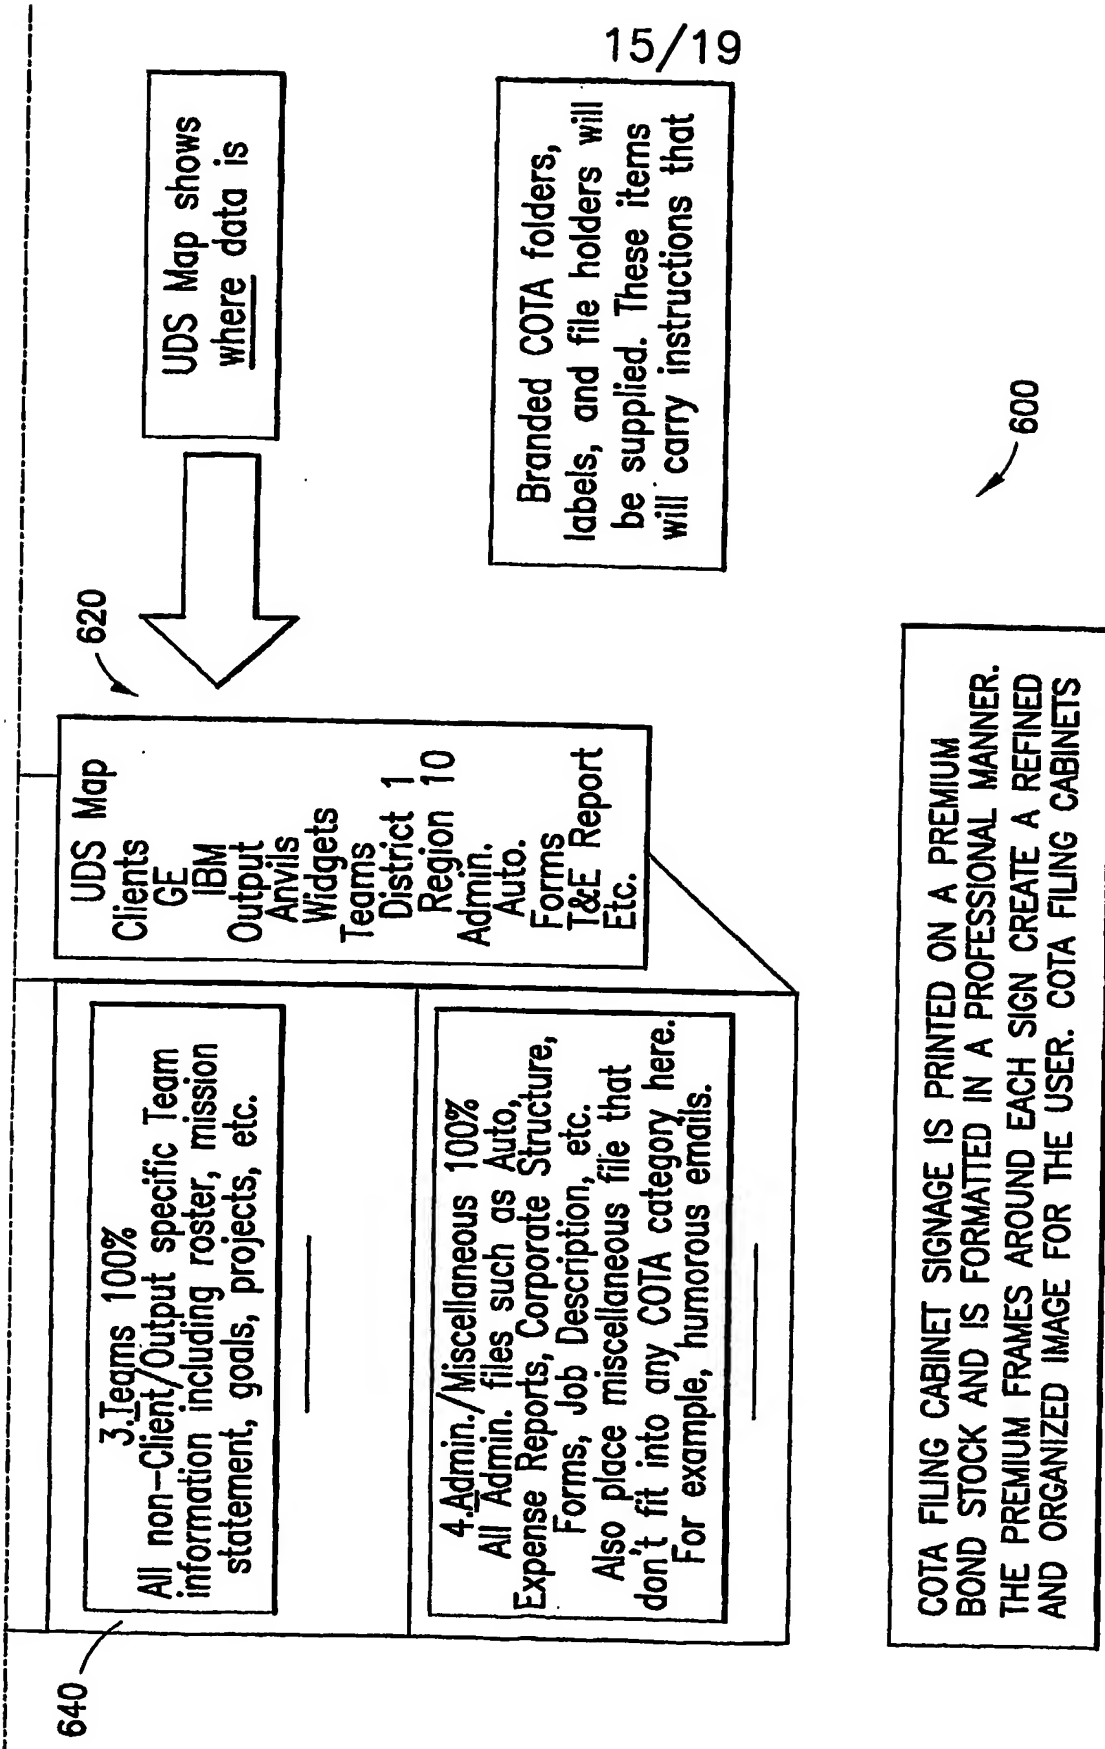 15/19
640
3.Teams 100%
All non-Client/Output specific Team
information including roster, mission
statement, goals, projects, etc.
4.Admin./Miscellaneous 100%
All Admin. files such as Auto,
Expense Reports, Corporate Structure,
Forms, Job Description, etc.
Also place miscellaneous file that
don't fit into any COTA category here.
For example, humorous emails.
620
UDS Map
Clients
GE
IBM
Output
Anvils
Widgets
Teams
District 1
Region 10
Admin.
Auto.
Forms
T&E Report
Etc.
UDS Map shows
where data is
Branded COTA folders,
labels, and file holders will
be supplied. These items
will carry instructions that
600
COTA FILING CABINET SIGNAGE IS PRINTED ON A PREMIUM
BOND STOCK AND IS FORMATTED IN A PROFESSIONAL MANNER.
THE PREMIUM FRAMES AROUND EACH SIGN CREATE A REFINED
AND ORGANIZED IMAGE FOR THE USER. COTA FILING CABINETS